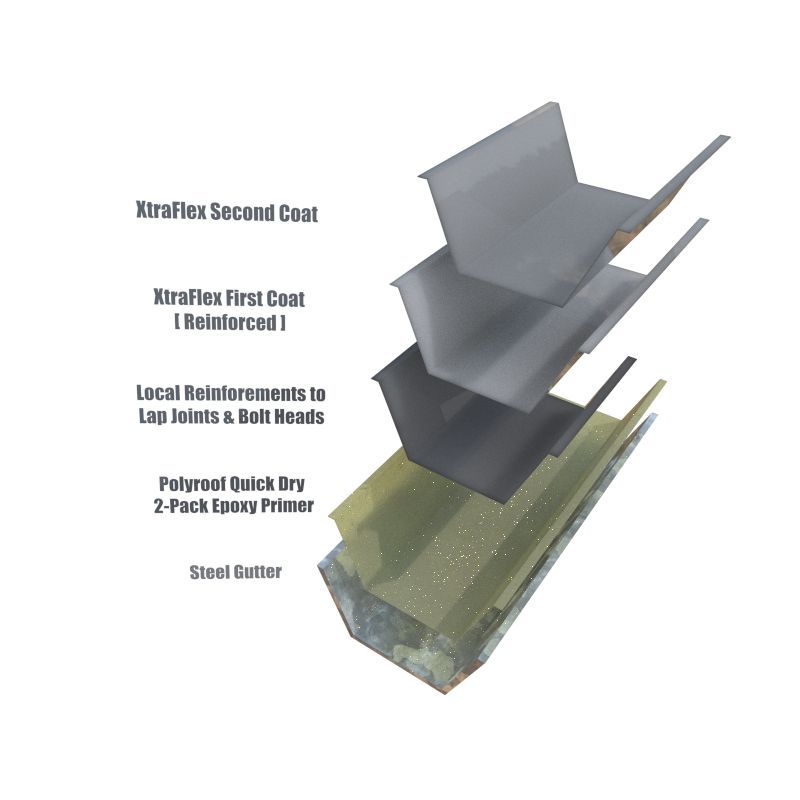 XtraFlex Second Coat
XtraFlex First Coat
[ Reinforced ]
Local Reinforements to
Lap Joints & Bolt Heads
Polyroof Quick Dry
2-Pack Epoxy Primer
Steel Gutter